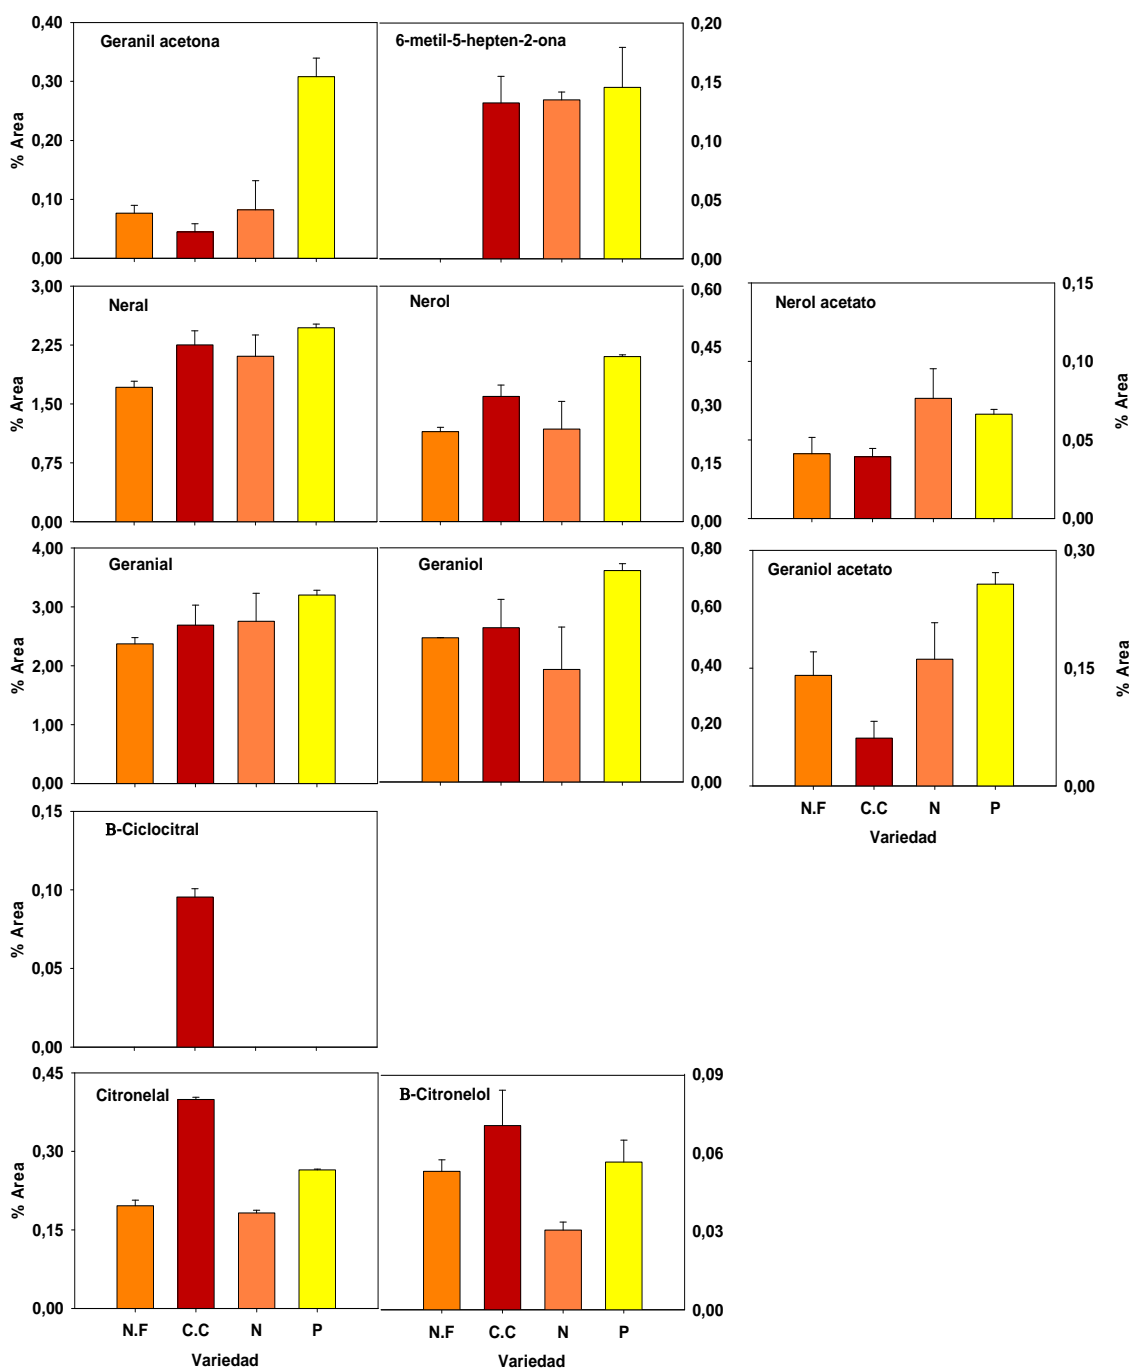 Geranil acetona
% Area
0,40
0,30
0,20
0,10
0,00
6-metil-5-hepten-2-ona
0,20
0,15
0,10
0,05
0,00
Neral
% Area
3,00
2,25
1,50
0,75
0,00
Nerol
0,60
0,45
0,30
0,15
0,00
Nerol acetato
0,15
0,10
0,05
0,00
% Area
Geranial
% Area
4,00
3,00
2,00
1,00
0,00
Geraniol
0,80
0,60
0,40
0,20
0,00
Geraniol acetato
0,30
0,15
0,00
% Area
N.F C.C N P
Variedad
B-Ciclocitral
% Area
0,15
0,10
0,05
0,00
Citronelal
% Area
0,45
0,30
0,15
0,00
N.F C.C N P
Variedad
B-Citronelol
0,09
0,06
0,03
0,00
N.F C.C N P
Variedad